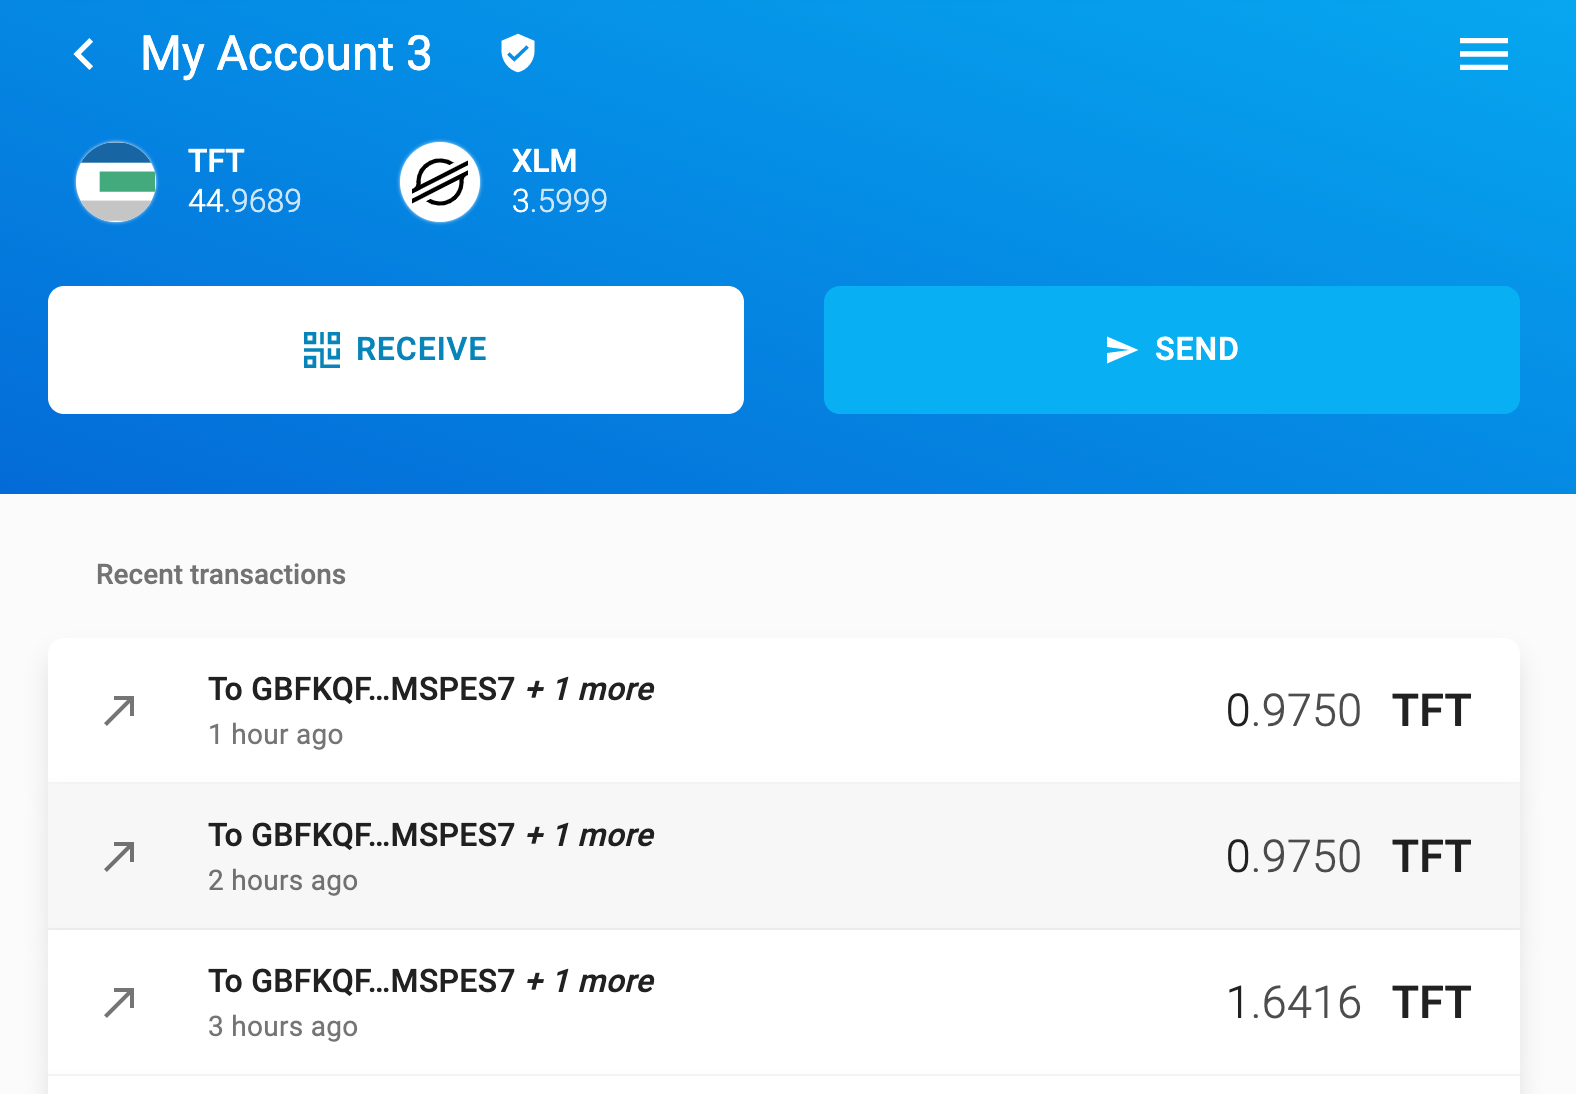 My Account 3
TFT
44.9689
XLM
3.5999
RECEIVE
SEND
Recent transactions
To GBFKQF...MSPES7 + 1 more
1 hour ago
0.9750 TFT
To GBFKQF...MSPES7 + 1 more
2 hours ago
0.9750 TFT
To GBFKQF...MSPES7 + 1 more
3 hours ago
1.6416 TFT